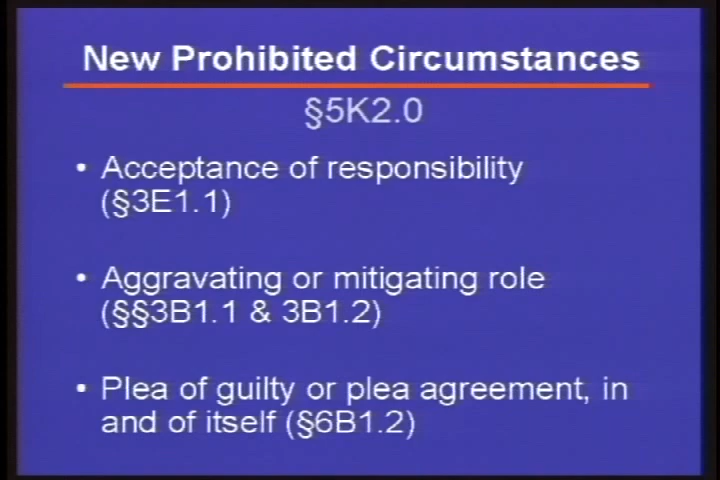 New Prohibited Circumstances
§5K2.0
• Acceptance of responsibility
(§3E1.1)
• Aggravating or mitigating role
(§§3B1.1 & 3B1.2)
• Plea of guilty or plea agreement, in
and of itself (§6B1.2)